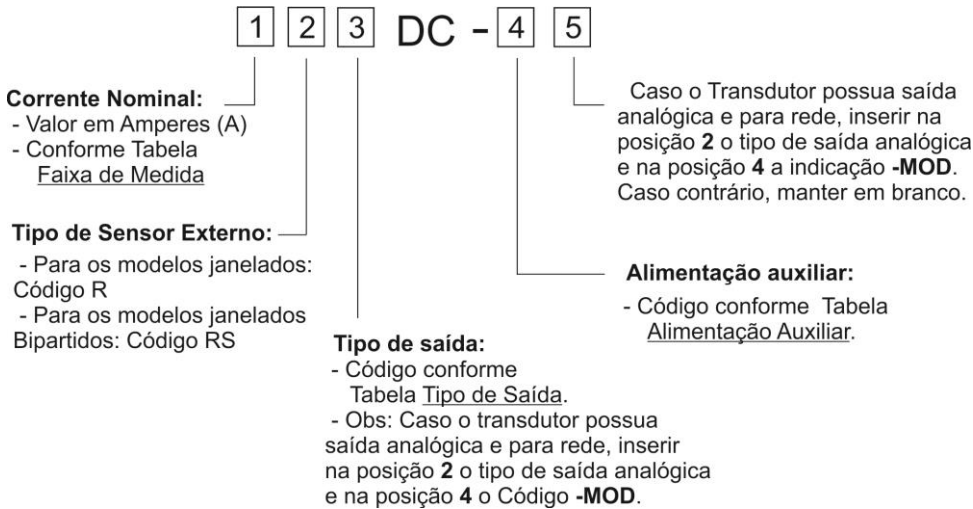 1 2 3 DC - 4 5
Corrente Nominal:
- Valor em Amperes (A)
- Conforme Tabela
Faixa de Medida
Tipo de Sensor Externo:
- Para os modelos janelados:
Código R
- Para os modelos janelados
Bipartidos: Código RS
Tipo de saída:
- Código conforme
Tabela Tipo de Saída.
- Obs: Caso o transdutor possua
saída analógica e para rede, inserir
na posição 2 o tipo de saída analógica
e na posição 4 o Código -MOD.
Caso o Transdutor possua saída
analógica e para rede, inserir na
posição 2 o tipo de saída analógica
e na posição 4 a indicação -MOD.
Caso contrário, manter em branco.
Alimentação auxiliar:
- Código conforme Tabela
Alimentação Auxiliar.